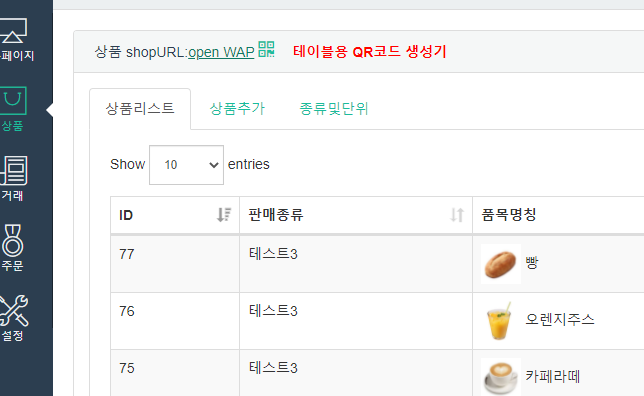 상품 shopURL:open WAP 테이블용 QR코드 생성기
페이지
상품
거래
주문
설정
상품리스트 상품추가 종류및단위
Show 10 entries
ID 판매종류 품목명칭
77 테스트3 빵
76 테스트3 오렌지주스
75 테스트3 카페라떼